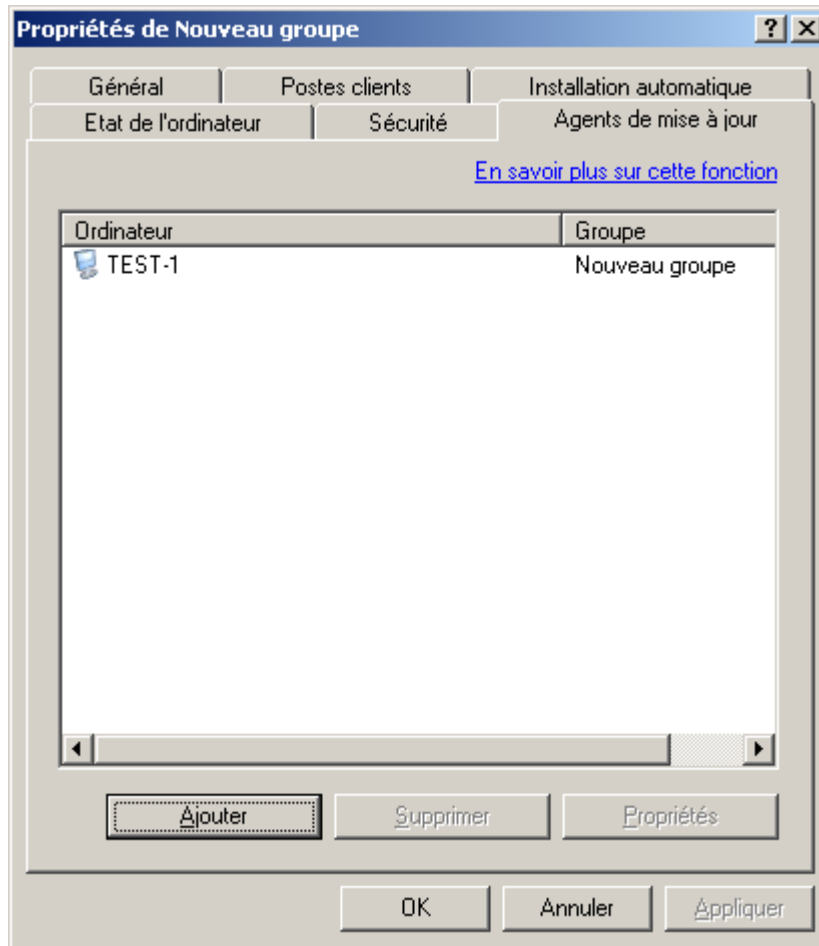 Propriétés de Nouveau groupe
Général Postes clients Installation automatique
Etat de l'ordinateur Sécurité Agents de mise à jour
En savoir plus sur cette fonction
Ordinateur Groupe
TEST-1 Nouveau groupe
Ajouter Supprimer Propriétés
OK Annuler Appliquer